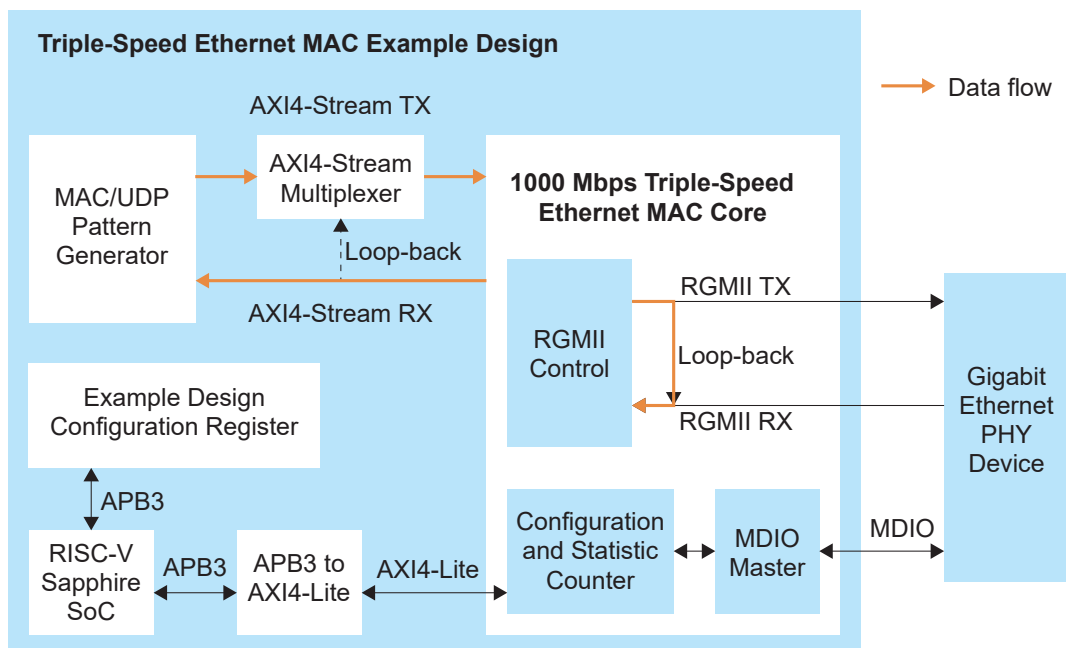 Triple-Speed Ethernet MAC Example Design
Data flow
AXI4-Stream TX
MAC/UDP
Pattern
Generator
AXI4-Stream
Multiplexer
1000 Mbps Triple-Speed
Ethernet MAC Core
Loop-back
AXI4-Stream RX
RGMII
Control
RGMII TX
Loop-back
RGMII RX
Gigabit
Ethernet
PHY
Device
Example Design
Configuration Register
APB3
RISC-V
Sapphire
SoC
APB3
APB3 to
AXI4-Lite
AXI4-Lite
Configuration
and Statistic
Counter
MDIO
Master
MDIO